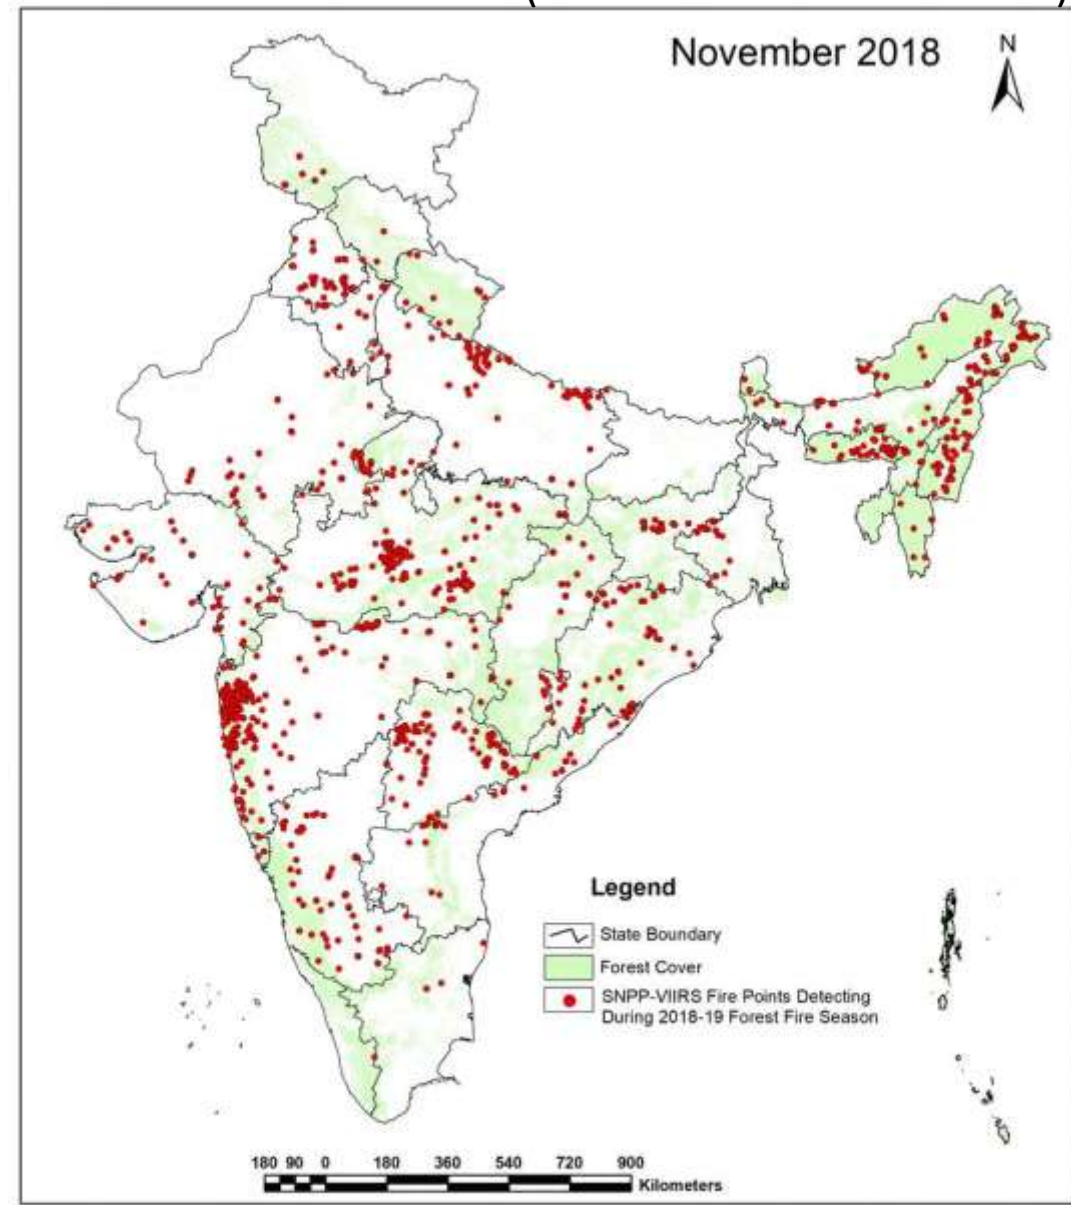 November 2018
N
Legend
State Boundary
Forest Cover
SNPP-VIIRS Fire Points Detecting
During 2018-19 Forest Fire Season
180 90 0 180 360 540 720 900
Kilometers